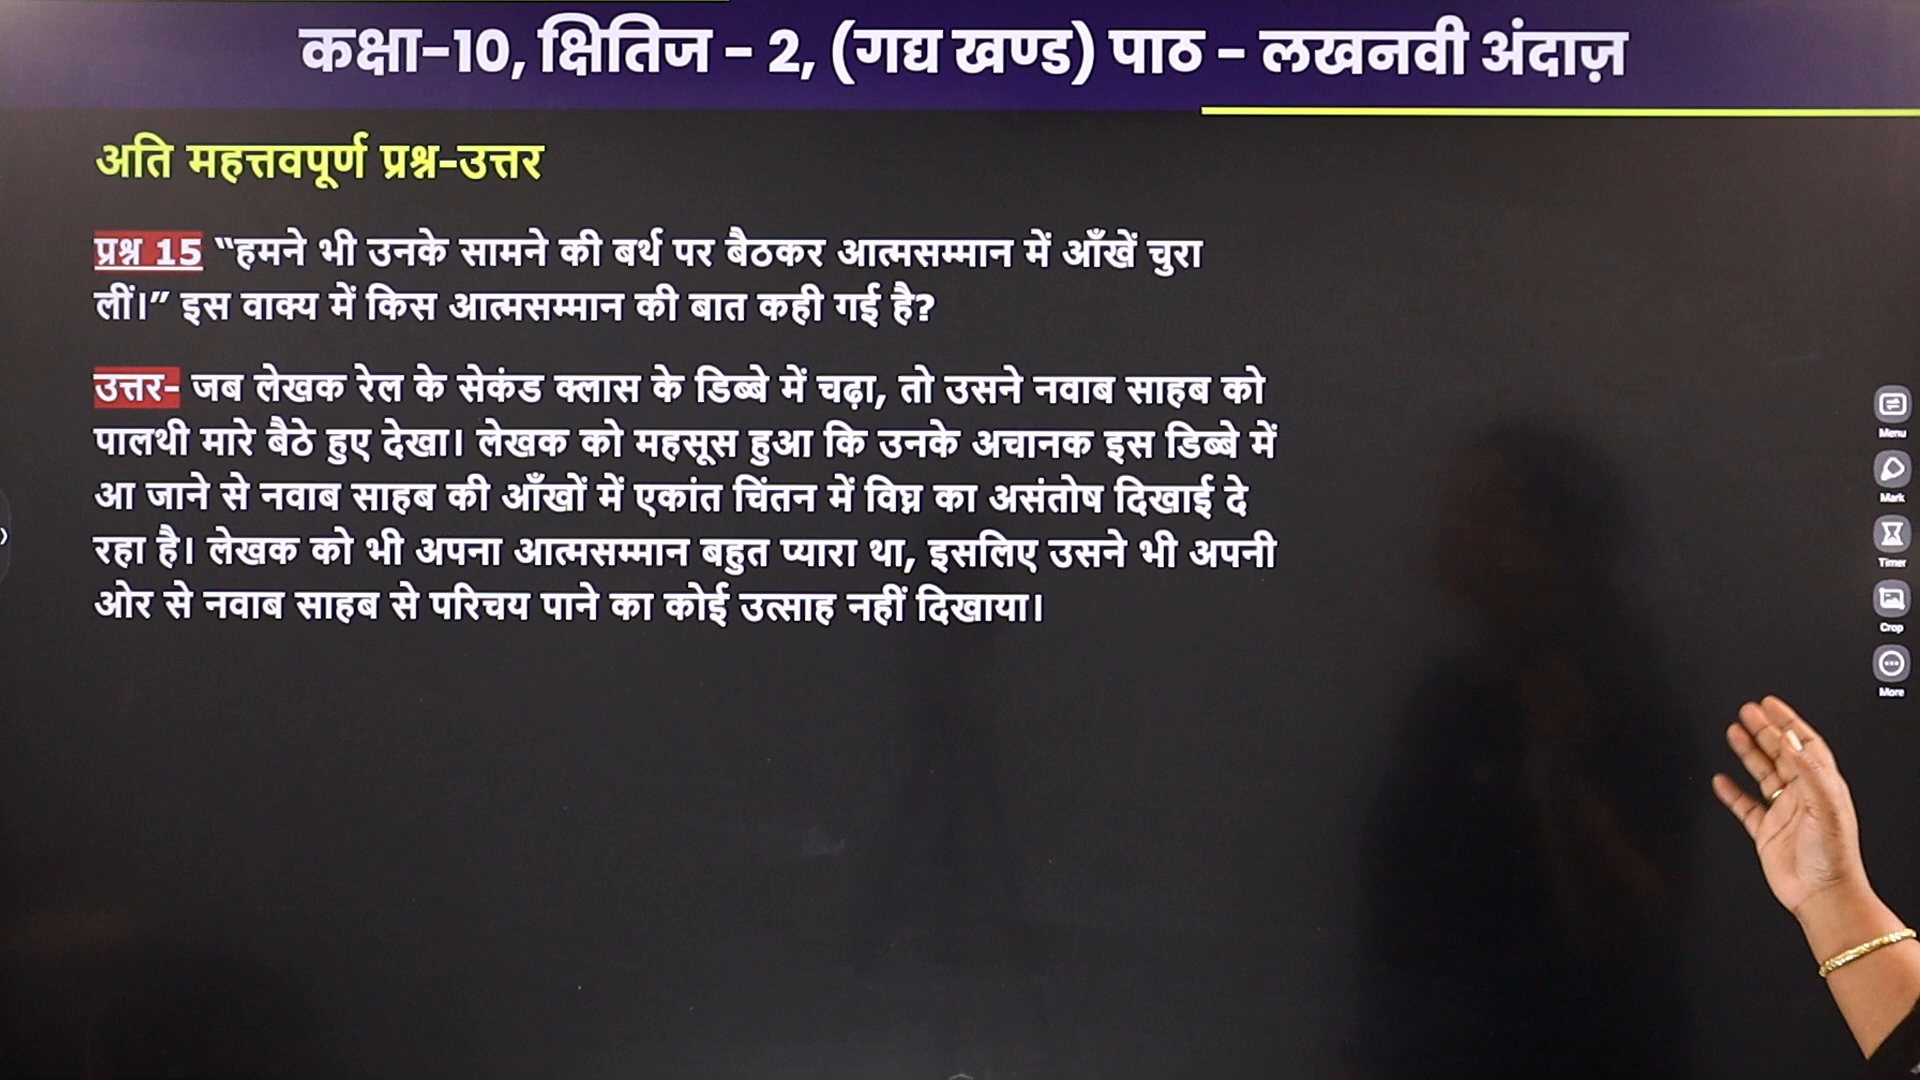 कक्षा-10, क्षितिज - 2, (गद्य खण्ड) पाठ - लखनवी अंदाज़
अति महत्तवपूर्ण प्रश्न-उत्तर
प्रश्न 15 “हमने भी उनके सामने की बर्थ पर बैठकर आत्मसम्मान में आँखें चुरा
लीं।” इस वाक्य में किस आत्मसम्मान की बात कही गई है?
उत्तर- जब लेखक रेल के सेकंड क्लास के डिब्बे में चढ़ा, तो उसने नवाब साहब को
पालथी मारे बैठे हुए देखा। लेखक को महसूस हुआ कि उनके अचानक इस डिब्बे में
आ जाने से नवाब साहब की आँखों में एकांत चिंतन में विघ्न का असंतोष दिखाई दे
रहा है। लेखक को भी अपना आत्मसम्मान बहुत प्यारा था, इसलिए उसने भी अपनी
ओर से नवाब साहब से परिचय पाने का कोई उत्साह नहीं दिखाया।
Menu
Mark
Timer
Crop
More